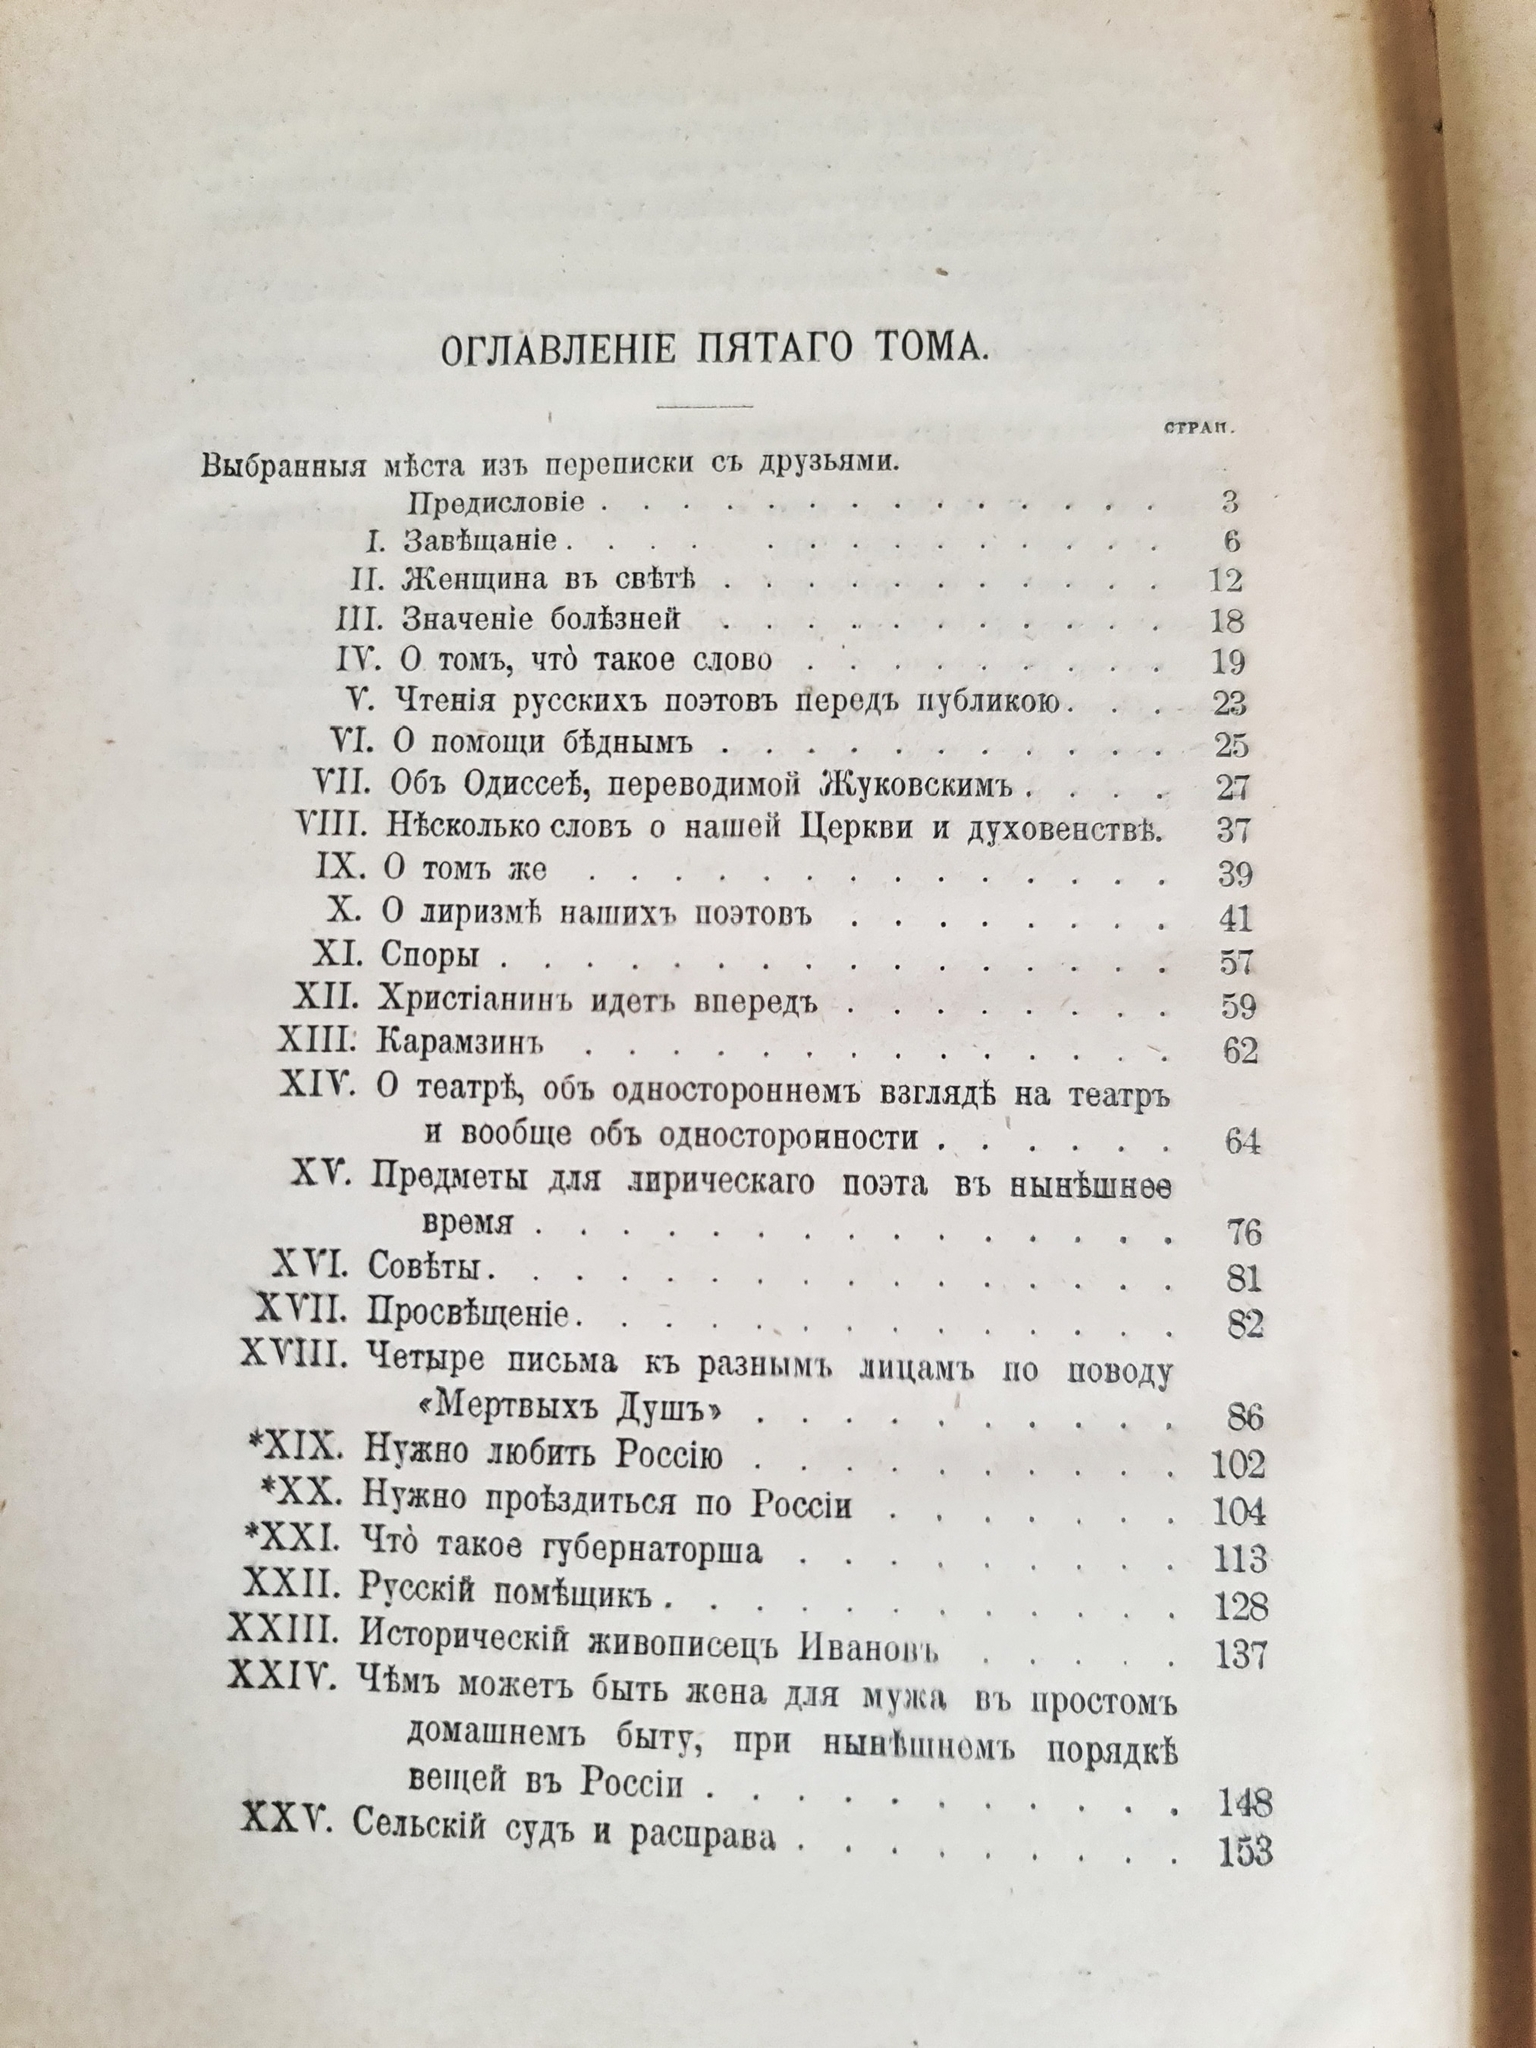 ОГЛАВЛЕНІЕ ПЯТАГО ТОМА.
СТРАН.
Выбранныя мѣста изъ переписки съ друзьями.
Предисловіе . . . . . . . . . . . . . . 3
I. Завѣщаніе . . . . . . . . . . . . . . 6
II. Женщина въ свѣтѣ . . . . . . . . . . . 12
III. Значеніе болѣзней . . . . . . . . . . . 18
IV. О томъ, что̀ такое слово . . . . . . . . . 19
V. Чтенія русскихъ поэтовъ передъ публикою . . . 23
VI. О помощи бѣднымъ . . . . . . . . . . . 25
VII. Объ Одиссеѣ, переводимой Жуковскимъ . . . . 27
VIII. Нѣсколько словъ о нашей Церкви и духовенствѣ. 37
IX. О томъ же . . . . . . . . . . . . . . 39
X. О лиризмѣ нашихъ поэтовъ . . . . . . . . 41
XI. Споры . . . . . . . . . . . . . . . . 57
XII. Христіанинъ идетъ впередъ . . . . . . . . 59
XIII. Карамзинъ . . . . . . . . . . . . . . 62
XIV. О театрѣ, объ одностороннемъ взглядѣ на театръ
и вообще объ односторонности . . . . . . 64
XV. Предметы для лирическаго поэта въ нынѣшнее
время . . . . . . . . . . . . . . . 76
XVI. Совѣты . . . . . . . . . . . . . . . . 81
XVII. Просвѣщеніе . . . . . . . . . . . . . . 82
XVIII. Четыре письма къ разнымъ лицамъ по поводу
«Мертвыхъ Душъ» . . . . . . . . . . 86
*XIX. Нужно любить Россію . . . . . . . . . . 102
*XX. Нужно проѣздиться по Россіи . . . . . . . 104
*XXI. Что̀ такое губернаторша . . . . . . . . . 113
XXII. Русскій помѣщикъ . . . . . . . . . . . . 128
XXIII. Историческій живописецъ Ивановъ . . . . . 137
XXIV. Чѣмъ можетъ быть жена для мужа въ простомъ
домашнемъ быту, при нынѣшнемъ порядкѣ
вещей въ Россіи . . . . . . . . . . . 148
XXV. Сельскій судъ и расправа . . . . . . . . . 153